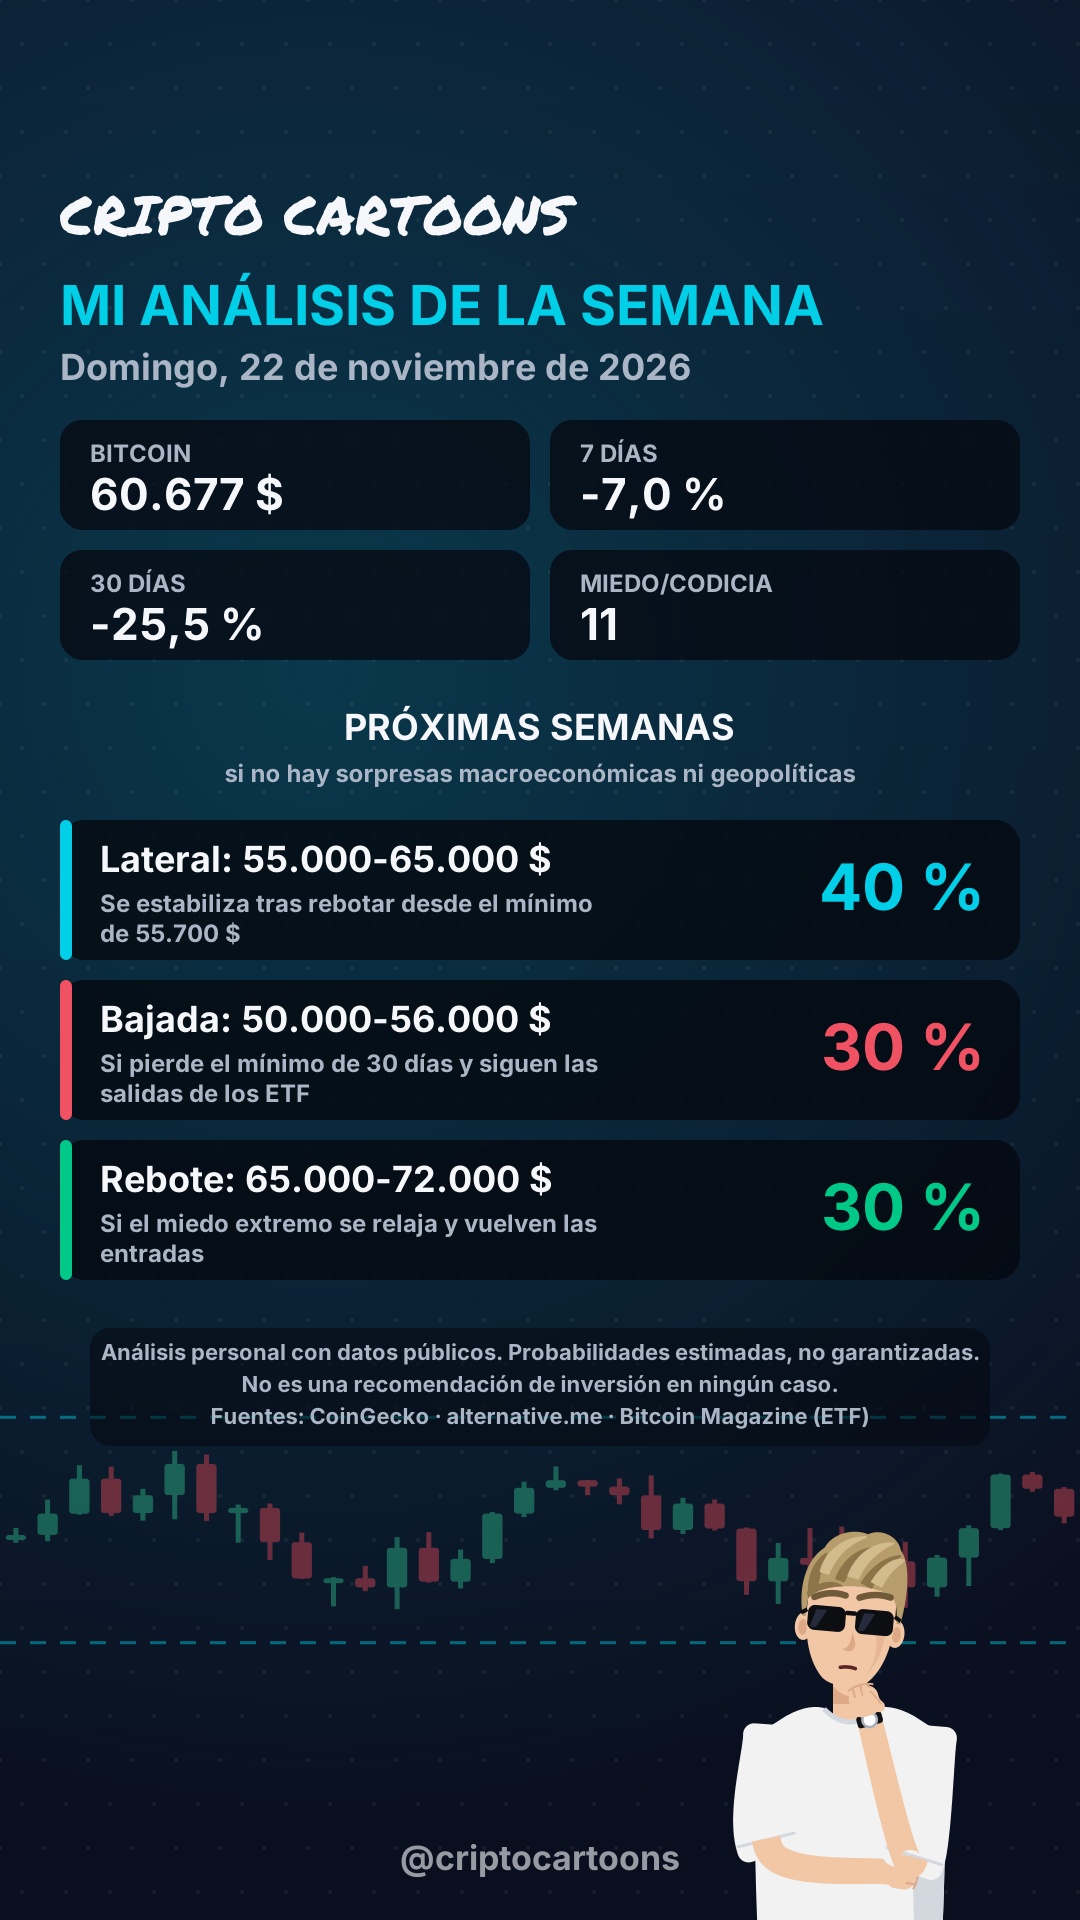 CRIPTO CARTOONS
MI ANÁLISIS DE LA SEMANA
Domingo, 22 de noviembre de 2026
BITCOIN
60.677 $
7 DÍAS
-7,0 %
30 DÍAS
-25,5 %
MIEDO/CODICIA
11
PRÓXIMAS SEMANAS
si no hay sorpresas macroeconómicas ni geopolíticas
Lateral: 55.000-65.000 $
Se estabiliza tras rebotar desde el mínimo
de 55.700 $
40 %
Bajada: 50.000-56.000 $
Si pierde el mínimo de 30 días y siguen las
salidas de los ETF
30 %
Rebote: 65.000-72.000 $
Si el miedo extremo se relaja y vuelven las
entradas
30 %
Análisis personal con datos públicos. Probabilidades estimadas, no garantizadas.
No es una recomendación de inversión en ningún caso.
Fuentes: CoinGecko · alternative.me · Bitcoin Magazine (ETF)
@criptocartoons